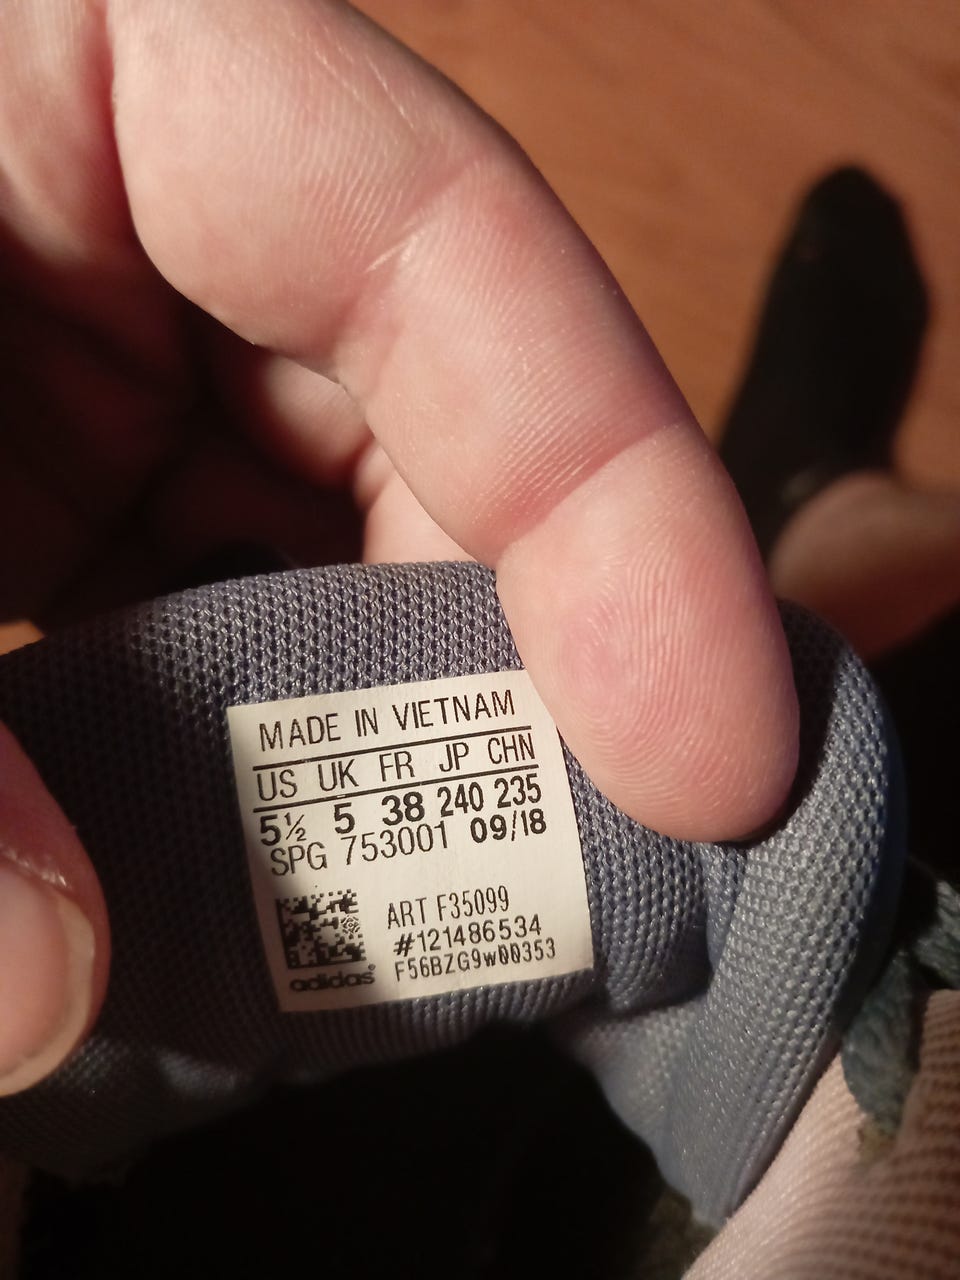 MADE IN VIETNAM
US UK FR JP CHN
5½ 5 38 240 235
SPG 753001 09/18
ART F35099
#121486534
F56BZG9w00353
adidas®